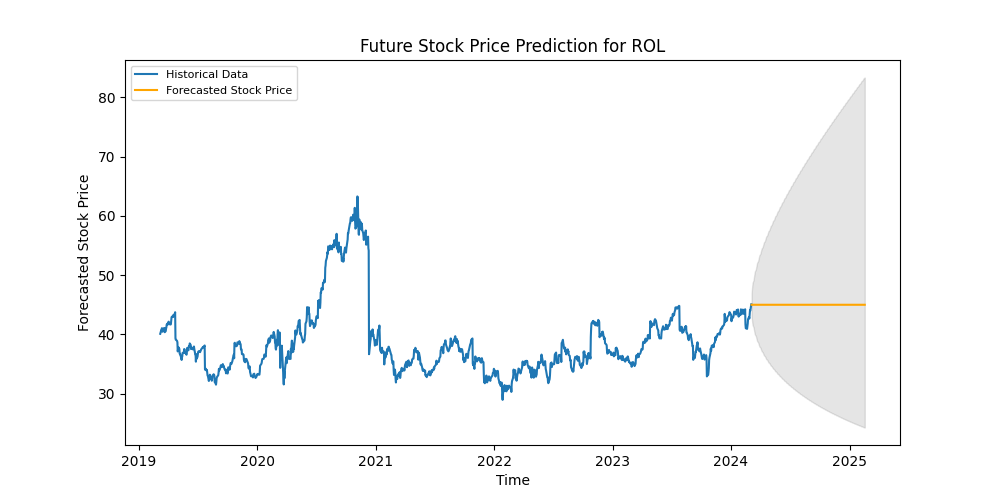 Future Stock Price Prediction for ROL
Historical Data
Forecasted Stock Price
Forecasted Stock Price
80
70
60
50
40
30
2019
2020
2021
2022
2023
2024
2025
Time